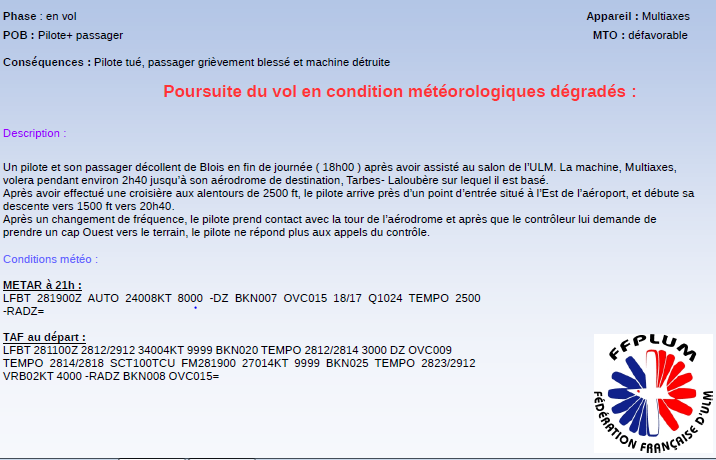 Phase : en vol Appareil : Multiaxes
POB : Pilote+ passager MTO : défavorable
Conséquences : Pilote tué, passager grièvement blessé et machine détruite
Poursuite du vol en condition météorologiques dégradés :
Description :
Un pilote et son passager décollent de Blois en fin de journée ( 18h00 ) après avoir assisté au salon de l'ULM. La machine, Multiaxes,
volera pendant environ 2h40 jusqu'à son aérodrome de destination, Tarbes- Laloubère sur lequel il est basé.
Après avoir effectué une croisière aux alentours de 2500 ft, le pilote arrive près d'un point d'entrée situé à l'Est de l'aéroport, et débute sa
descente vers 1500 ft vers 20h40.
Après un changement de fréquence, le pilote prend contact avec la tour de l'aérodrome et après que le contrôleur lui demande de
prendre un cap Ouest vers le terrain, le pilote ne répond plus aux appels du contrôle.
Conditions météo :
METAR à 21h :
LFBT 281900Z AUTO 24008KT 8000 -DZ BKN007 OVC015 18/17 Q1024 TEMPO 2500
-RADZ=
TAF au départ :
LFBT 281100Z 2812/2912 34004KT 9999 BKN020 TEMPO 2812/2814 3000 DZ OVC009
TEMPO 2814/2818 SCT100TCU FM281900 27014KT 9999 BKN025 TEMPO 2823/2912
VRB02KT 4000 -RADZ BKN008 OVC015=
FFPLUM
FÉDÉRATION FRANÇAISE D'ULM